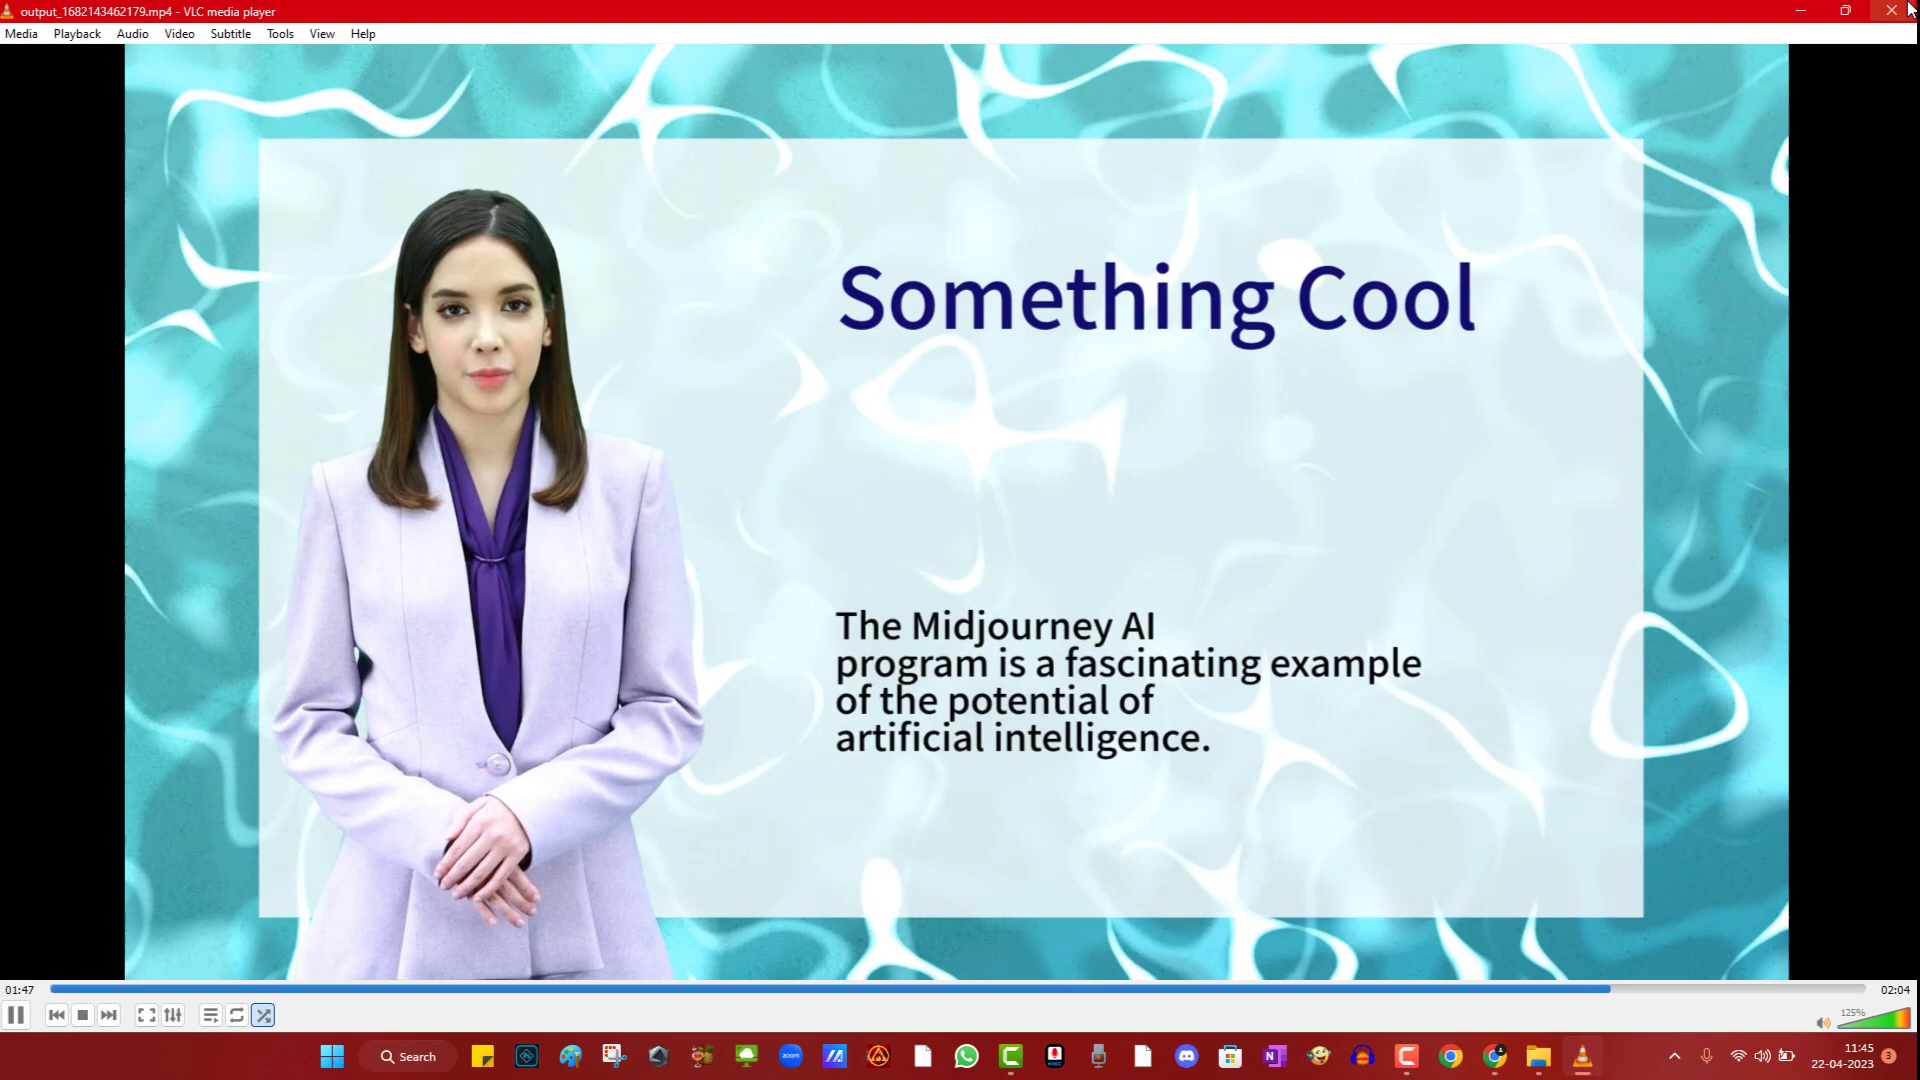 output_1682143462179.mp4 - VLC media player
Media Playback Audio Video Subtitle Tools View Help
Something Cool
The Midjourney AI
program is a fascinating example
of the potential of
artificial intelligence.
01:47
02:04
125%
Search
zoom
N
11:45
22-04-2023
3